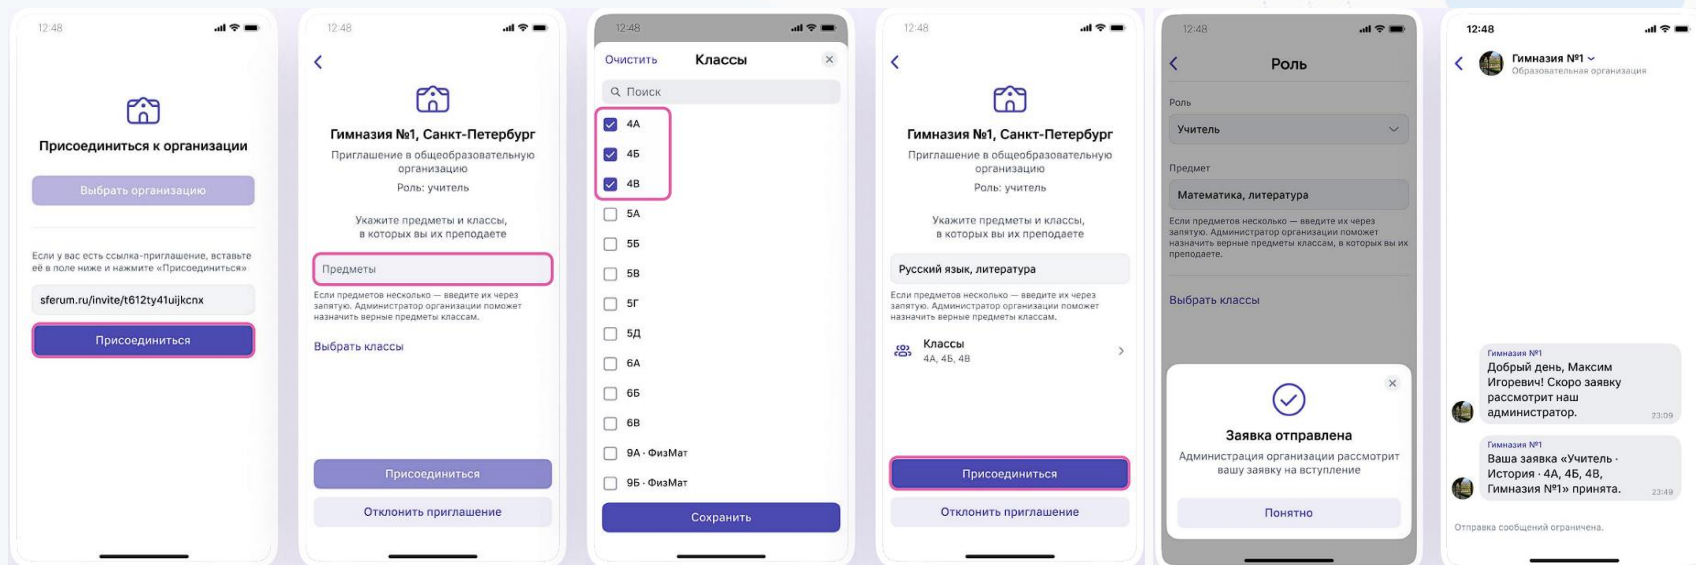 12:48
Присоединиться к организации
Выбрать организацию
Если у вас есть ссылка-приглашение, вставьте
её в поле ниже и нажмите «Присоединиться»
sferum.ru/invite/t612ty41uijkcnx
Присоединиться
12:48
Гимназия №1, Санкт-Петербург
Приглашение в общеобразовательную
организацию
Роль: учитель
Укажите предметы и классы,
в которых вы их преподаете
Предметы
Если предметов несколько — введите их через
запятую. Администратор организации поможет
назначить верные предметы классам.
Выбрать классы
Присоединиться
Отклонить приглашение
12:48
Очистить
Классы
Поиск
4А
4Б
4В
5А
5Б
5В
5Г
5Д
6А
6Б
6В
9А · ФизМат
9Б · ФизМат
Сохранить
12:48
Гимназия №1, Санкт-Петербург
Приглашение в общеобразовательную
организацию
Роль: учитель
Укажите предметы и классы,
в которых вы их преподаете
Русский язык, литература
Если предметов несколько — введите их через
запятую. Администратор организации поможет
назначить верные предметы классам.
Классы
4А, 4Б, 4В
Присоединиться
Отклонить приглашение
12:48
Роль
Роль
Учитель
Предмет
Математика, литература
Если предметов несколько — введите их через
запятую. Администратор организации поможет
назначить верные предметы классам, в которых вы их
преподаете.
Выбрать классы
Заявка отправлена
Администрация организации рассмотрит
вашу заявку на вступление
Понятно
12:48
Гимназия №1
Образовательная организация
Гимназия №1
Добрый день, Максим
Игоревич! Скоро заявку
рассмотрит наш
администратор.
23:09
Гимназия №1
Ваша заявка «Учитель ·
История · 4А, 4Б, 4В,
Гимназия №1» принята.
23:49
Отправка сообщений ограничена.